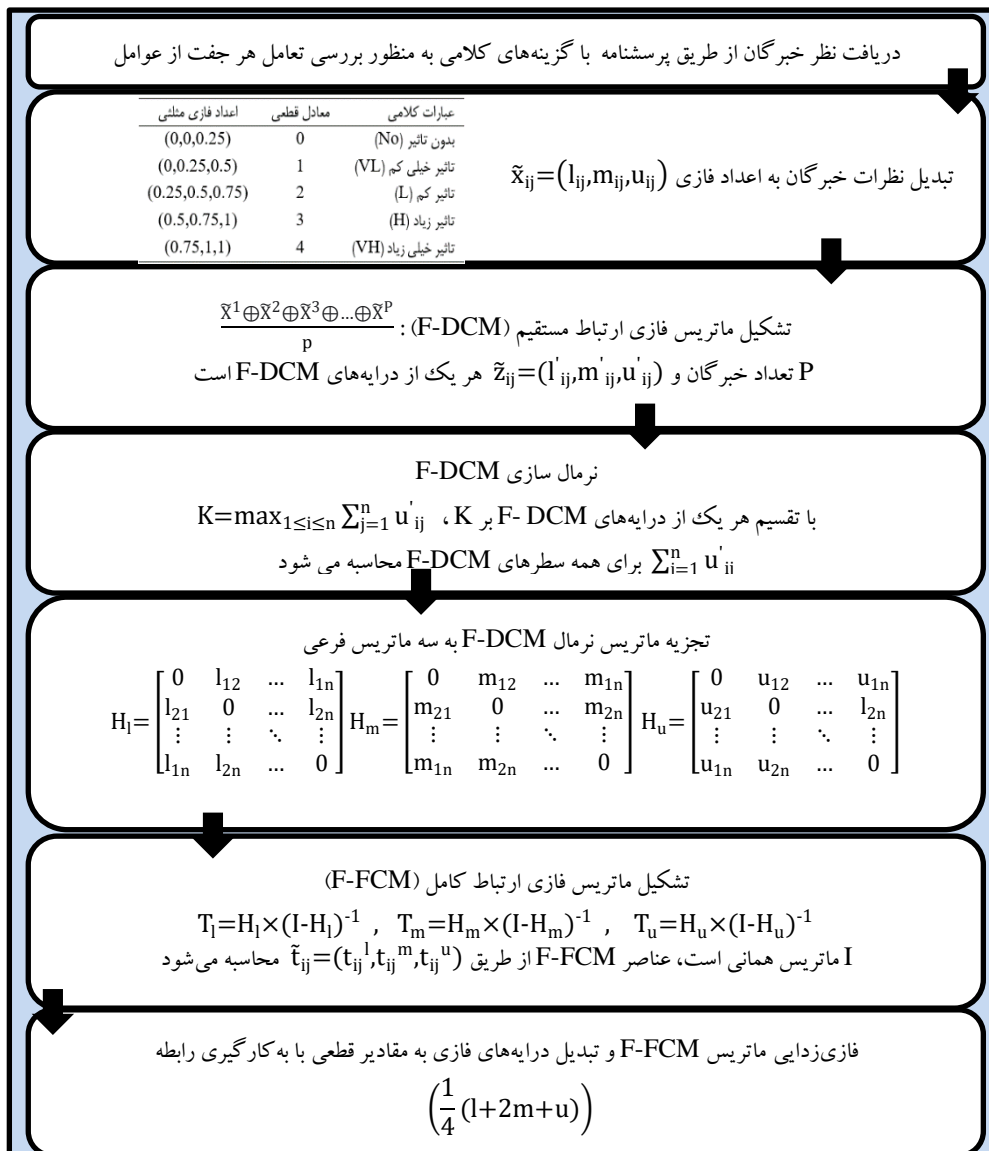 دریافت نظر خبرگان از طریق پرسشنامه با گزینه‌های کلامی به منظور بررسی تعامل هر جفت از عوامل
تبدیل نظرات خبرگان به اعداد فازی x̃ij=(lij,mij,uij)
عبارات کلامی معادل قطعی اعداد فازی مثلثی
بدون تاثیر (No) 0 (0,0,0.25)
تاثیر خیلی کم (VL) 1 (0,0.25,0.5)
تاثیر کم (L) 2 (0.25,0.5,0.75)
تاثیر زیاد (H) 3 (0.5,0.75,1)
تاثیر خیلی زیاد (VH) 4 (0.75,1,1)
تشکیل ماتریس فازی ارتباط مستقیم (F-DCM): (x̃¹⊕x̃²⊕x̃³⊕...⊕x̃ᴾ)/p
P تعداد خبرگان و z̃ij=(l'ij,m'ij,u'ij) هر یک از درایه‌های F-DCM است
نرمال سازی F-DCM
با تقسیم هر یک از درایه‌های F- DCM بر K ، K=max1≤i≤n ∑ⁿj=1 u'ij
∑ⁿj=1 u'ij برای همه سطرهای F-DCM محاسبه می شود
تجزیه ماتریس نرمال F-DCM به سه ماتریس فرعی
Hl= [0 l12 ... l1n; l21 0 ... l2n; ⋮ ⋮ ⋱ ⋮; l1n l2n ... 0] Hm= [0 m12 ... m1n; m21 0 ... m2n; ⋮ ⋮ ⋱ ⋮; m1n m2n ... 0] Hu= [0 u12 ... u1n; u21 0 ... l2n; ⋮ ⋮ ⋱ ⋮; u1n u2n ... 0]
تشکیل ماتریس فازی ارتباط کامل (F-FCM)
Tl=Hl×(I-Hl)-1 , Tm=Hm×(I-Hm)-1 , Tu=Hu×(I-Hu)-1
I ماتریس همانی است، عناصر F-FCM از طریق t̃ij=(tijˡ,tijᵐ,tijᵘ) محاسبه می‌شود
فازی‌زدایی ماتریس F-FCM و تبدیل درایه‌های فازی به مقادیر قطعی با به کارگیری رابطه
(1/4 (l+2m+u))